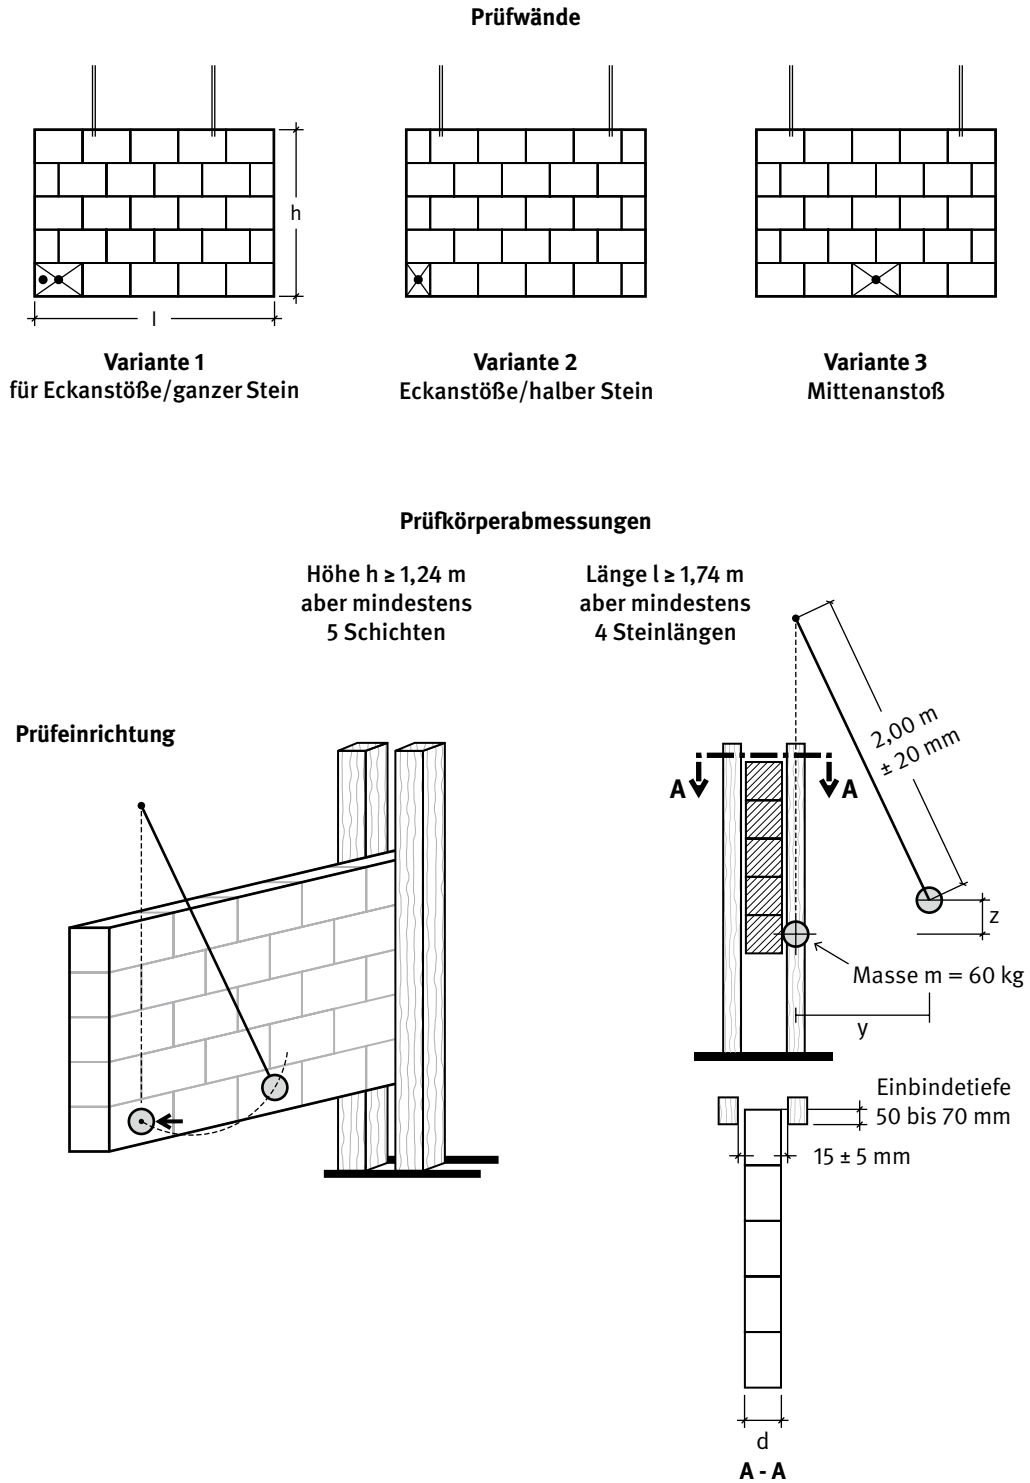 Prüfwände
h
l
Variante 1
für Eckanstöße/ganzer Stein
Variante 2
Eckanstöße/halber Stein
Variante 3
Mittenanstoß
Prüfkörperabmessungen
Höhe h ≥ 1,24 m
aber mindestens
5 Schichten
Länge l ≥ 1,74 m
aber mindestens
4 Steinlängen
Prüfeinrichtung
2,00 m
± 20 mm
A
A
z
Masse m = 60 kg
y
Einbindetiefe
50 bis 70 mm
15 ± 5 mm
d
A - A